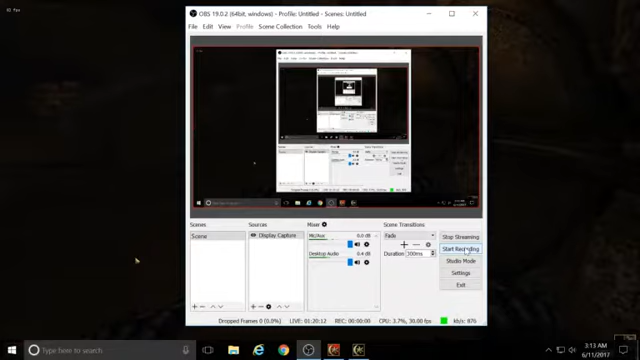 61 fps
OBS 19.0.2 (64bit, windows) - Profile: Untitled - Scenes: Untitled
File Edit View Profile Scene Collection Tools Help
Scenes
Sources
Mixer
Scene Transitions
Scene
Display Capture
Mic/Aux
0.0 dB
Desktop Audio
0.4 dB
Fade
Duration 300ms
Stop Streaming
Start Recording
Studio Mode
Settings
Exit
Dropped Frames 0 (0.0%)
LIVE: 01:20:12
REC: 00:00:00
CPU: 3.7%, 30.00 fps
kb/s: 876
Type here to search
3:13 AM
6/11/2017